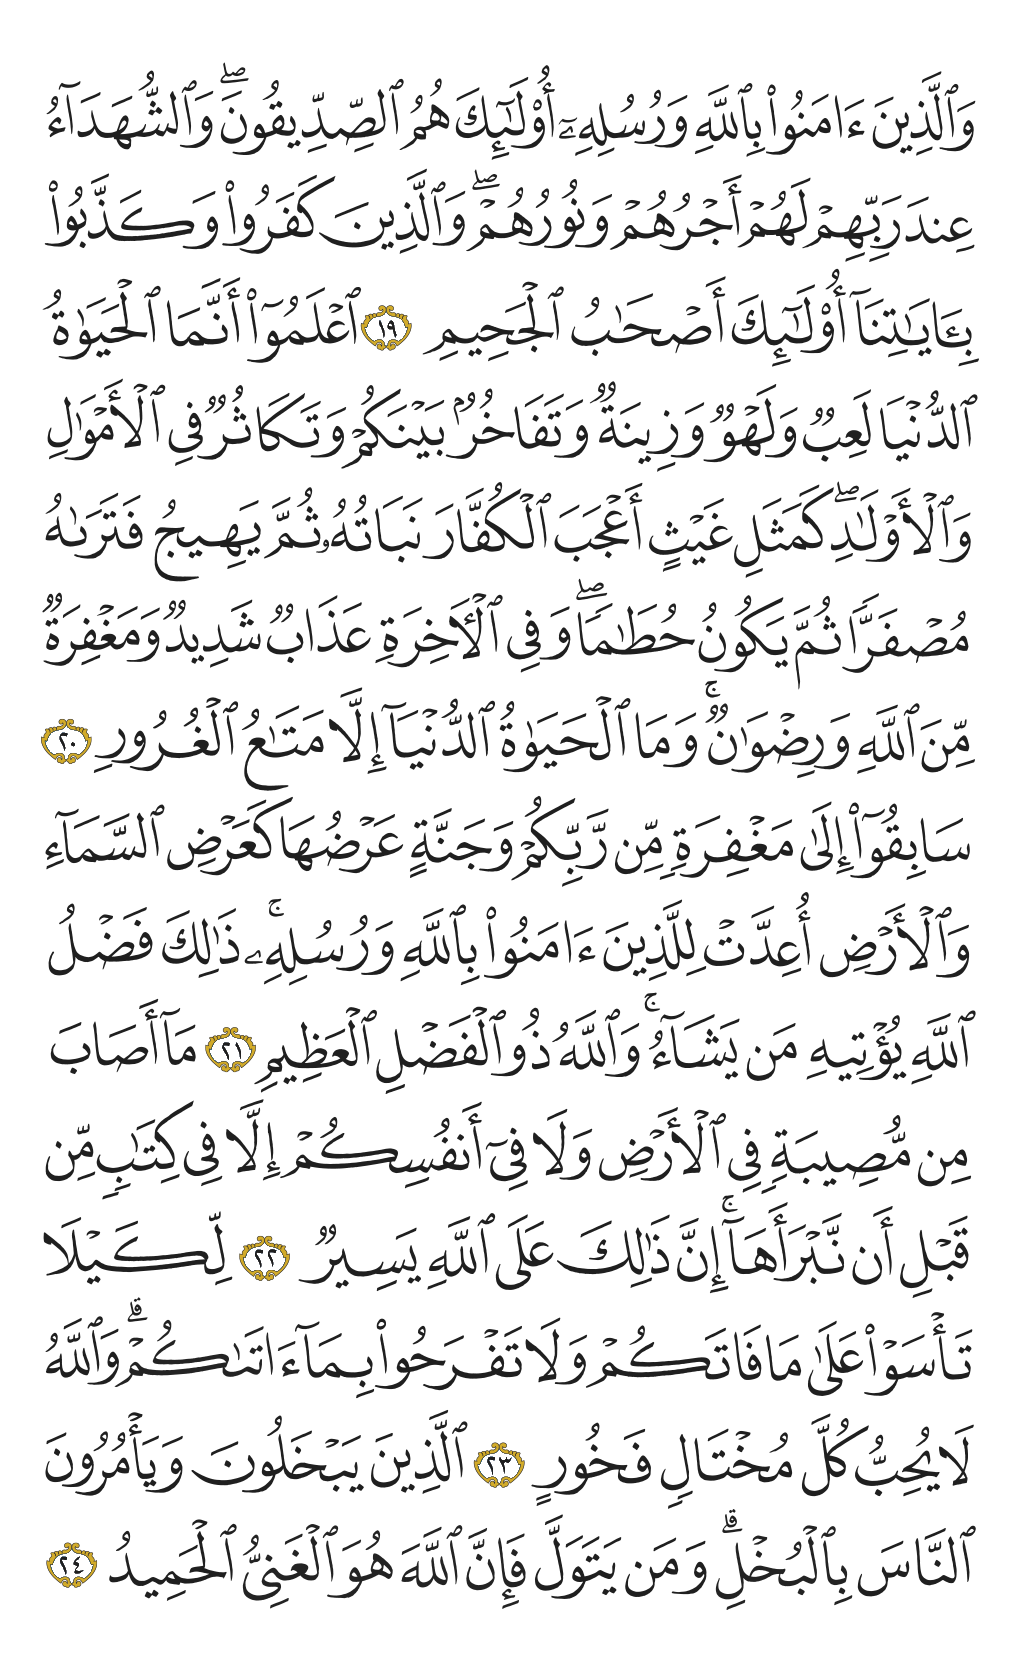 وَٱلَّذِينَ ءَامَنُوا۟ بِٱللَّهِ وَرُسُلِهِۦٓ أُو۟لَـٰٓئِكَ هُمُ ٱلصِّدِّيقُونَ ۖ وَٱلشُّهَدَآءُ
عِندَ رَبِّهِمْ لَهُمْ أَجْرُهُمْ وَنُورُهُمْ ۖ وَٱلَّذِينَ كَفَرُوا۟ وَكَذَّبُوا۟
بِـَٔايَـٰتِنَآ أُو۟لَـٰٓئِكَ أَصْحَـٰبُ ٱلْجَحِيمِ ١٩ ٱعْلَمُوٓا۟ أَنَّمَا ٱلْحَيَوٰةُ
ٱلدُّنْيَا لَعِبٌ وَلَهْوٌ وَزِينَةٌ وَتَفَاخُرٌۢ بَيْنَكُمْ وَتَكَاثُرٌ فِى ٱلْأَمْوَٰلِ
وَٱلْأَوْلَـٰدِ ۖ كَمَثَلِ غَيْثٍ أَعْجَبَ ٱلْكُفَّارَ نَبَاتُهُۥ ثُمَّ يَهِيجُ فَتَرَىٰهُ
مُصْفَرًّا ثُمَّ يَكُونُ حُطَـٰمًا ۖ وَفِى ٱلْـَٔاخِرَةِ عَذَابٌ شَدِيدٌ وَمَغْفِرَةٌ
مِّنَ ٱللَّهِ وَرِضْوَٰنٌ ۚ وَمَا ٱلْحَيَوٰةُ ٱلدُّنْيَآ إِلَّا مَتَـٰعُ ٱلْغُرُورِ ٢٠
سَابِقُوٓا۟ إِلَىٰ مَغْفِرَةٍ مِّن رَّبِّكُمْ وَجَنَّةٍ عَرْضُهَا كَعَرْضِ ٱلسَّمَآءِ
وَٱلْأَرْضِ أُعِدَّتْ لِلَّذِينَ ءَامَنُوا۟ بِٱللَّهِ وَرُسُلِهِۦ ۚ ذَٰلِكَ فَضْلُ
ٱللَّهِ يُؤْتِيهِ مَن يَشَآءُ ۚ وَٱللَّهُ ذُو ٱلْفَضْلِ ٱلْعَظِيمِ ٢١ مَآ أَصَابَ
مِن مُّصِيبَةٍ فِى ٱلْأَرْضِ وَلَا فِىٓ أَنفُسِكُمْ إِلَّا فِى كِتَـٰبٍ مِّن
قَبْلِ أَن نَّبْرَأَهَآ ۚ إِنَّ ذَٰلِكَ عَلَى ٱللَّهِ يَسِيرٌ ٢٢ لِّكَيْلَا
تَأْسَوْا۟ عَلَىٰ مَا فَاتَكُمْ وَلَا تَفْرَحُوا۟ بِمَآ ءَاتَىٰكُمْ ۗ وَٱللَّهُ
لَا يُحِبُّ كُلَّ مُخْتَالٍ فَخُورٍ ٢٣ ٱلَّذِينَ يَبْخَلُونَ وَيَأْمُرُونَ
ٱلنَّاسَ بِٱلْبُخْلِ ۗ وَمَن يَتَوَلَّ فَإِنَّ ٱللَّهَ هُوَ ٱلْغَنِىُّ ٱلْحَمِيدُ ٢٤